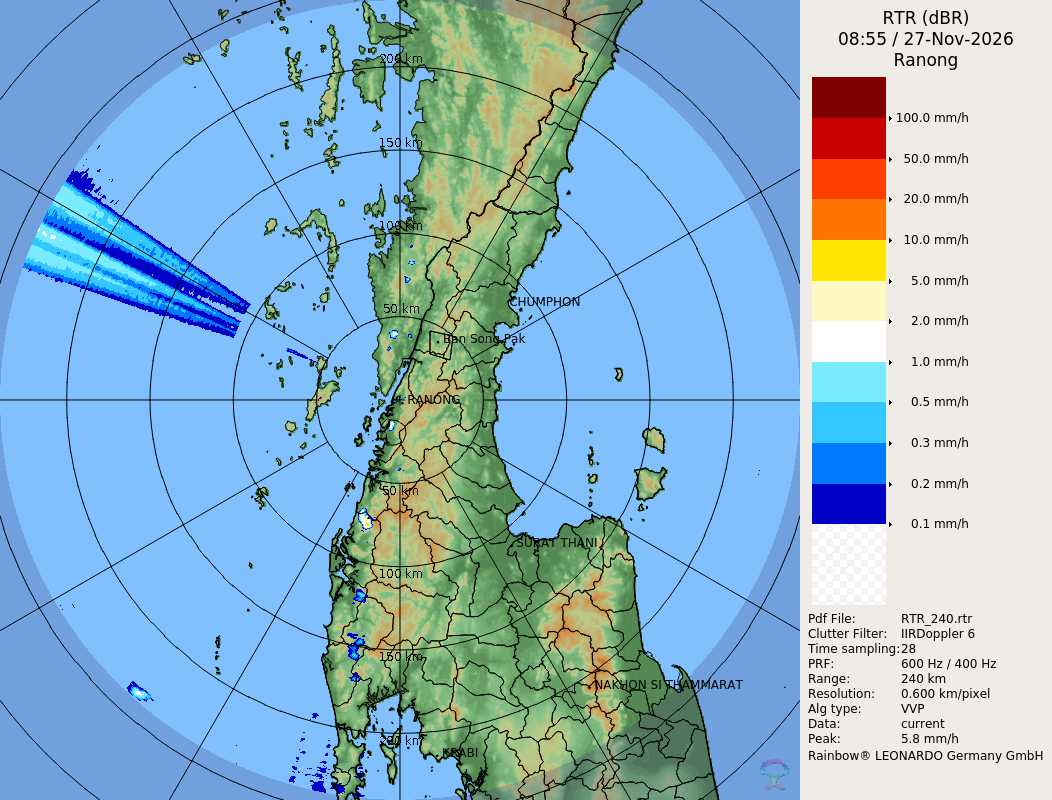 RTR (dBR)
08:55 / 27-Nov-2026
Ranong
100.0 mm/h
50.0 mm/h
20.0 mm/h
10.0 mm/h
5.0 mm/h
2.0 mm/h
1.0 mm/h
0.5 mm/h
0.3 mm/h
0.2 mm/h
0.1 mm/h
Pdf File: RTR_240.rtr
Clutter Filter: IIRDoppler 6
Time sampling:28
PRF: 600 Hz / 400 Hz
Range: 240 km
Resolution: 0.600 km/pixel
Alg type: VVP
Data: current
Peak: 5.8 mm/h
Rainbow® LEONARDO Germany GmbH
200 km
150 km
100 km
50 km
CHUMPHON
Ban Song Pak
RANONG
50 km
SURAT THANI
100 km
150 km
NAKHON SI THAMMARAT
200 km
KRABI